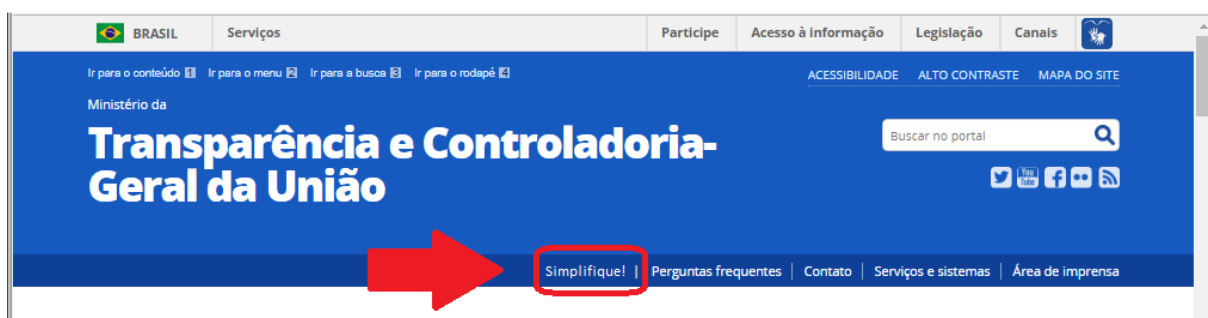 BRASIL Serviços Participe Acesso à informação Legislação Canais
Ir para o conteúdo 1 Ir para o menu 2 Ir para a busca 3 Ir para o rodapé 4 ACESSIBILIDADE ALTO CONTRASTE MAPA DO SITE
Ministério da
Transparência e Controladoria-
Geral da União
Buscar no portal
You Tube
Simplifique! | Perguntas frequentes | Contato | Serviços e sistemas | Área de imprensa